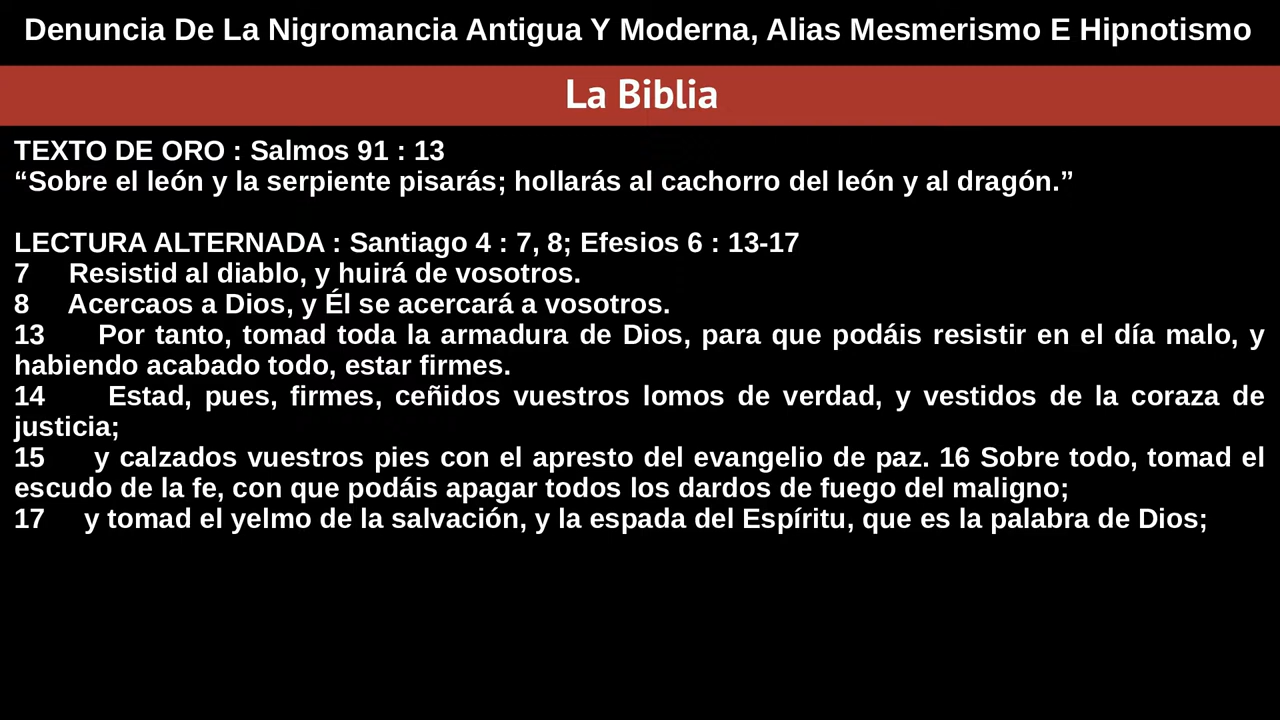 Denuncia De La Nigromancia Antigua Y Moderna, Alias Mesmerismo E Hipnotismo
La Biblia
TEXTO DE ORO : Salmos 91 : 13
“Sobre el león y la serpiente pisarás; hollarás al cachorro del león y al dragón.”
LECTURA ALTERNADA : Santiago 4 : 7, 8; Efesios 6 : 13-17
7 Resistid al diablo, y huirá de vosotros.
8 Acercaos a Dios, y Él se acercará a vosotros.
13 Por tanto, tomad toda la armadura de Dios, para que podáis resistir en el día malo, y
habiendo acabado todo, estar firmes.
14 Estad, pues, firmes, ceñidos vuestros lomos de verdad, y vestidos de la coraza de
justicia;
15 y calzados vuestros pies con el apresto del evangelio de paz. 16 Sobre todo, tomad el
escudo de la fe, con que podáis apagar todos los dardos de fuego del maligno;
17 y tomad el yelmo de la salvación, y la espada del Espíritu, que es la palabra de Dios;